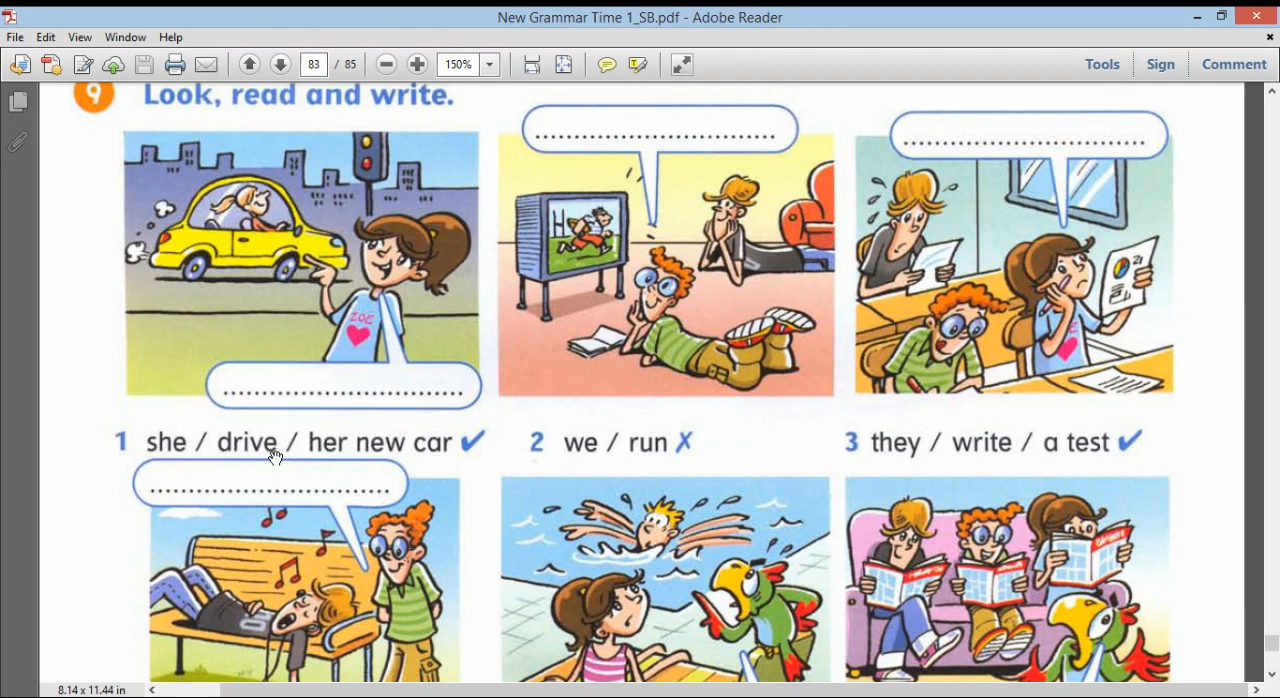 New Grammar Time 1_SB.pdf - Adobe Reader
File Edit View Window Help
83 / 85 150% Tools Sign Comment
9 Look, read and write.
ZOE
1 she / drive / her new car ✔
2 we / run ✗
3 they / write / a test ✔
8.14 x 11.44 in